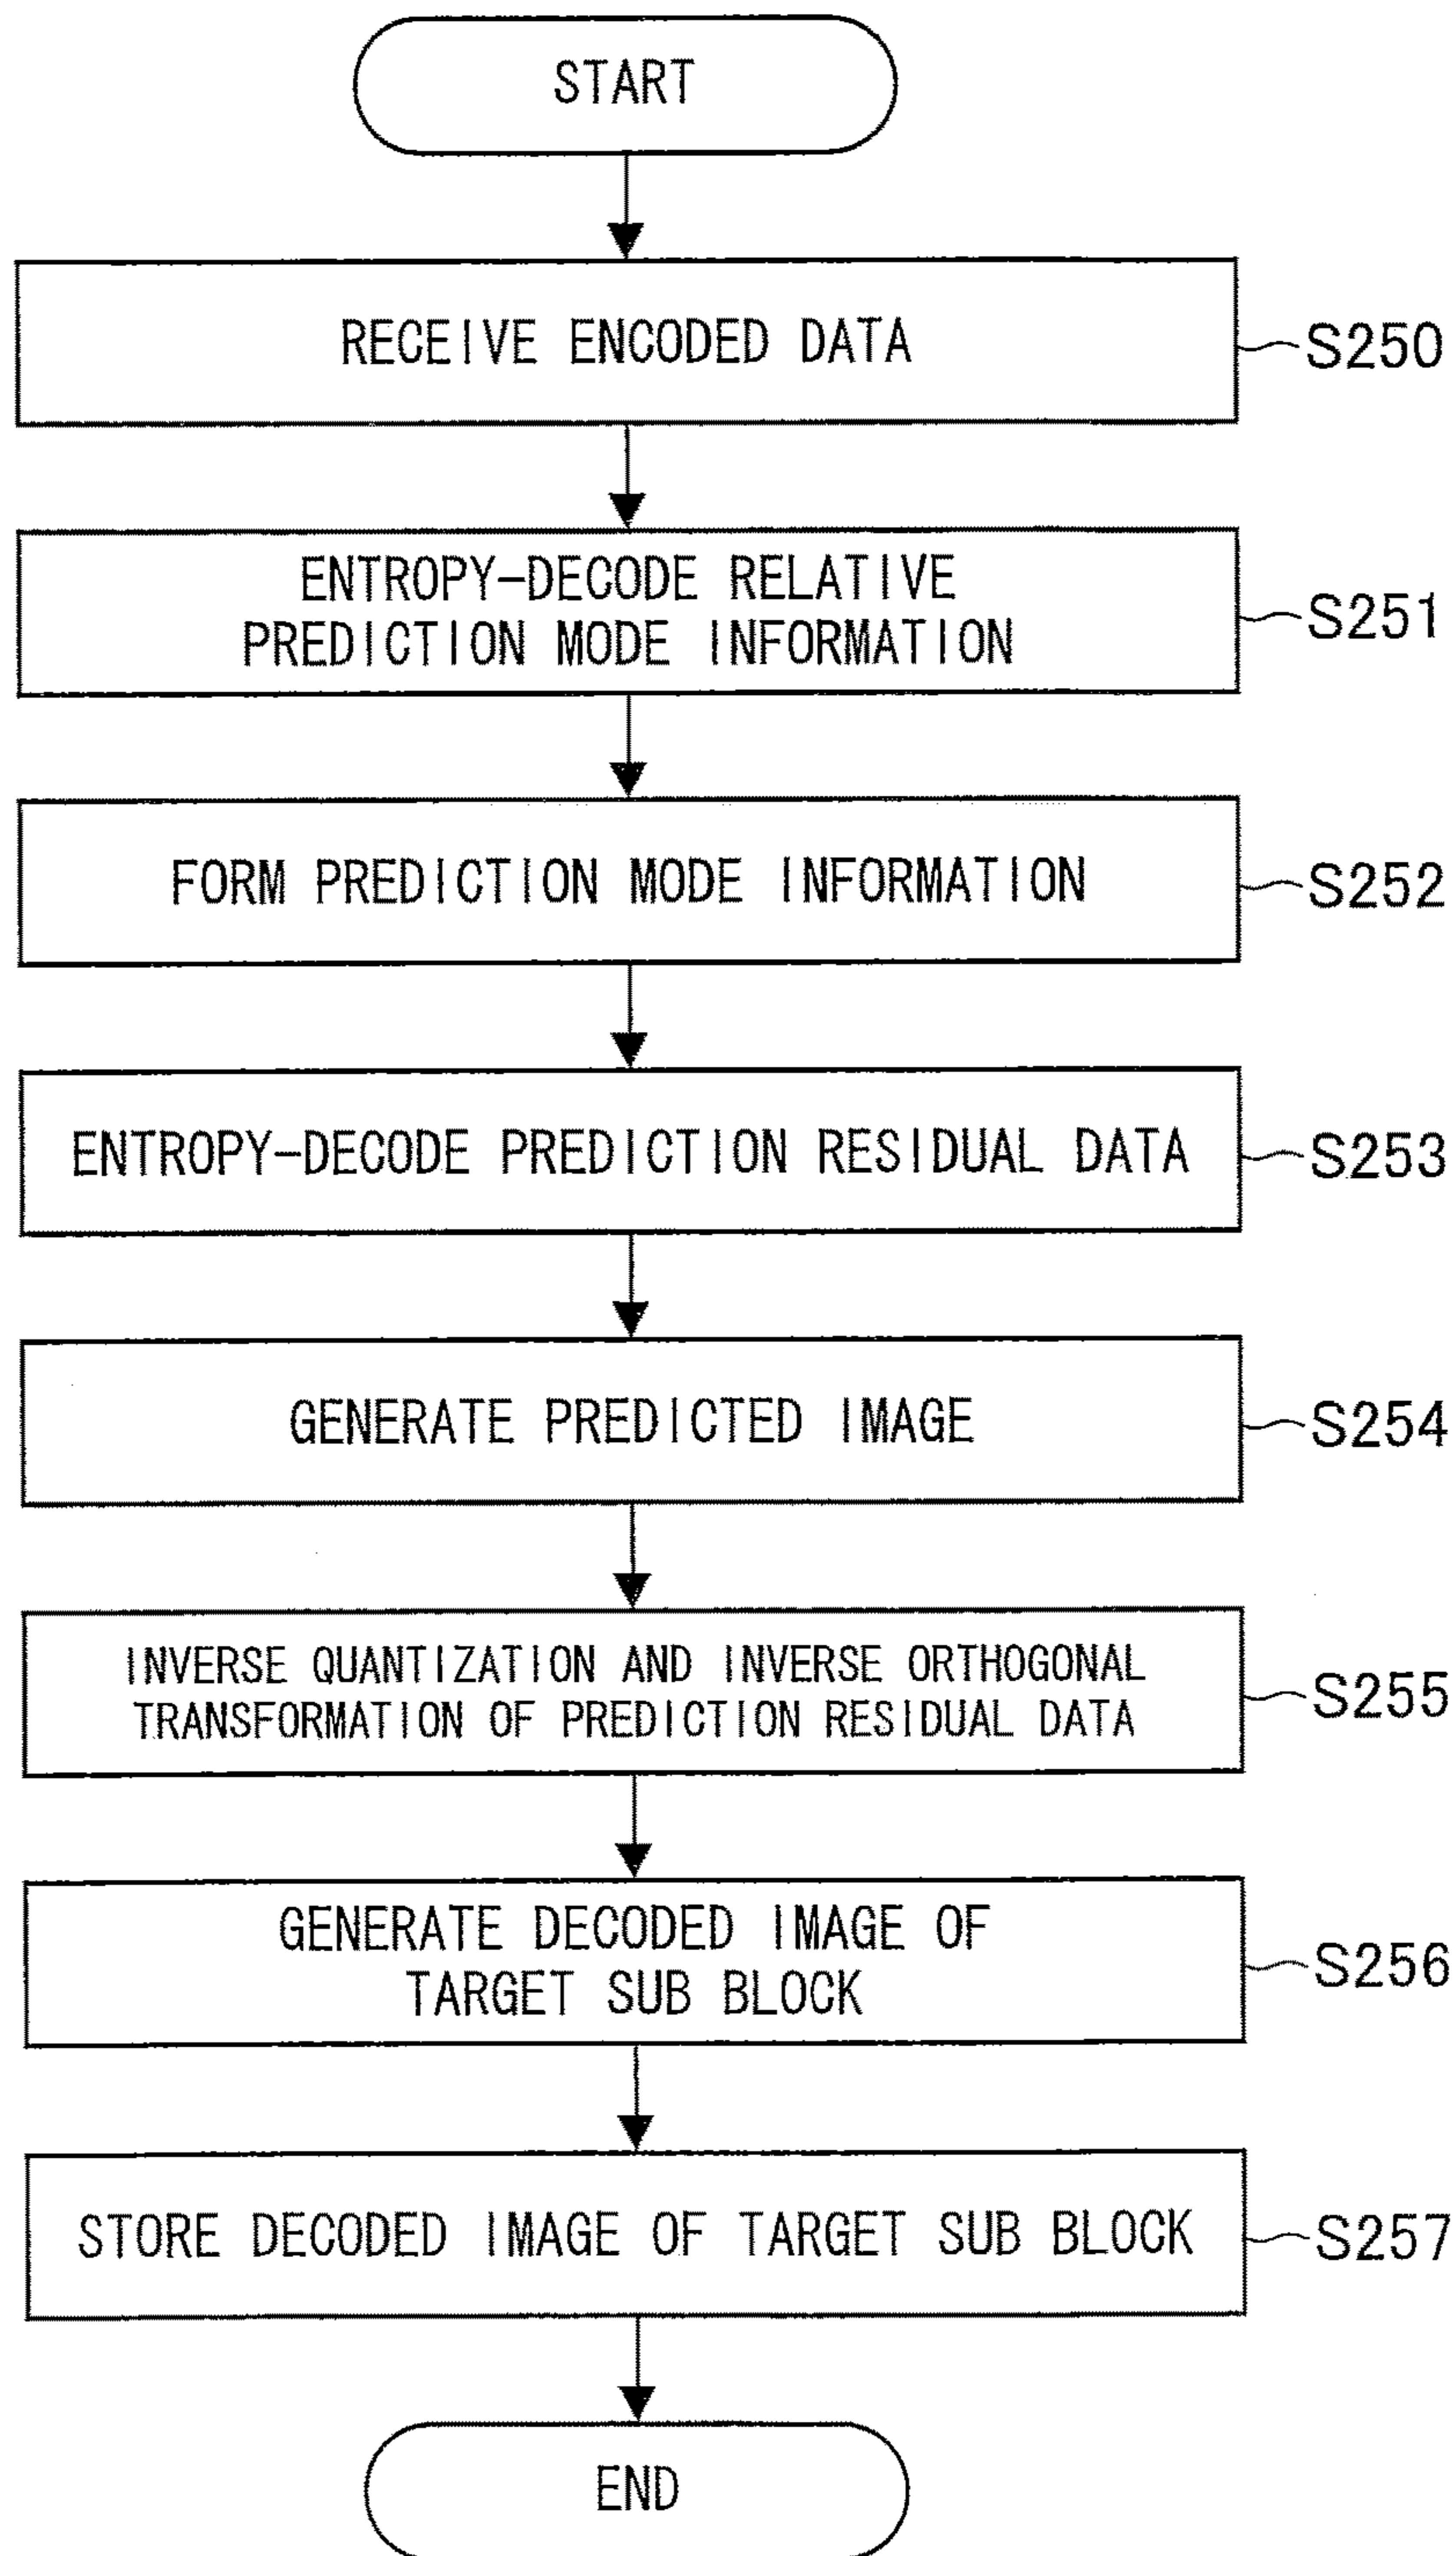 START
RECEIVE ENCODED DATA
S250
ENTROPY-DECODE RELATIVE
PREDICTION MODE INFORMATION
S251
FORM PREDICTION MODE INFORMATION
S252
ENTROPY-DECODE PREDICTION RESIDUAL DATA
S253
GENERATE PREDICTED IMAGE
S254
INVERSE QUANTIZATION AND INVERSE ORTHOGONAL
TRANSFORMATION OF PREDICTION RESIDUAL DATA
S255
GENERATE DECODED IMAGE OF
TARGET SUB BLOCK
S256
STORE DECODED IMAGE OF TARGET SUB BLOCK
S257
END